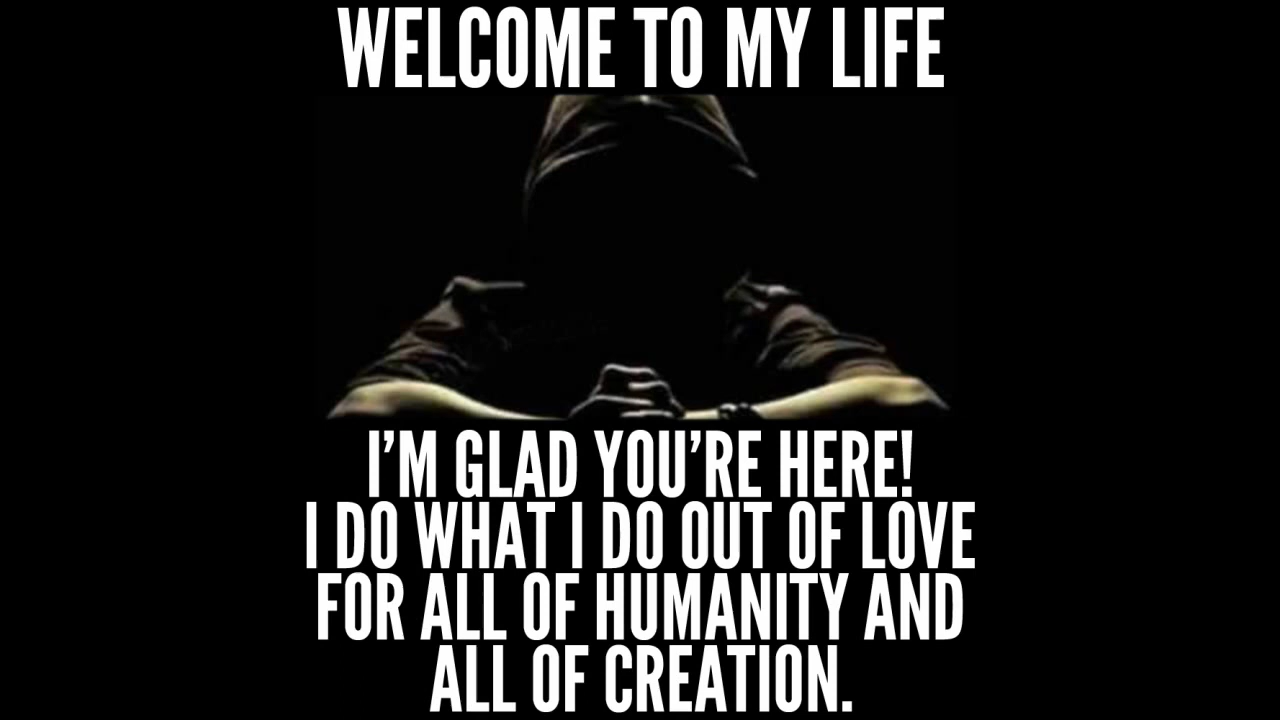 WELCOME TO MY LIFE
I'M GLAD YOU'RE HERE!
I DO WHAT I DO OUT OF LOVE
FOR ALL OF HUMANITY AND
ALL OF CREATION.